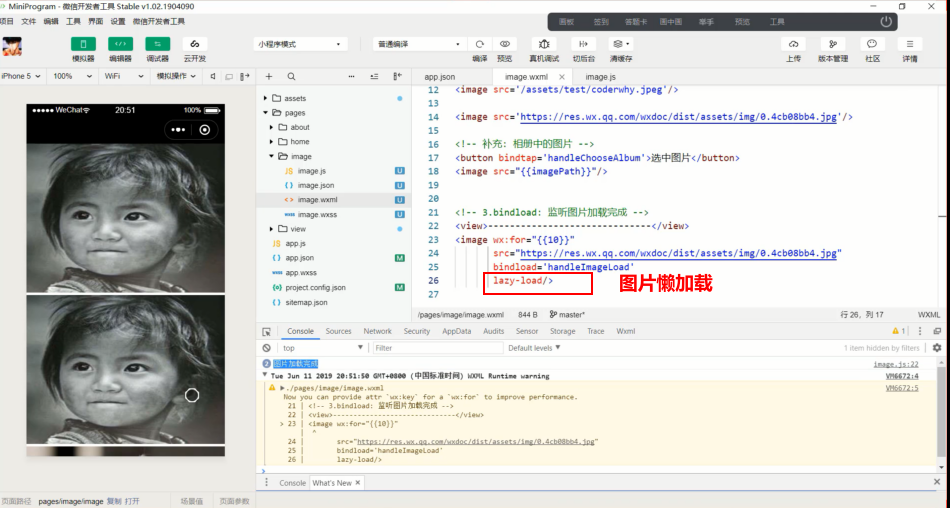 MiniProgram - 微信开发者工具 Stable v1.02.1904090
项目 文件 编辑 工具 界面 设置 微信开发者工具
画板 签到 答题卡 画中画 举手 预览 工具
模拟器 编辑器 调试器 云开发
小程序模式 普通编译
编译 预览 真机调试 切后台 清缓存
上传 版本管理 社区 详情
iPhone 5 100% WiFi 模拟操作
app.json image.wxml image.js
WeChat 20:51 100%
assets
pages
about
home
image
image.js U
image.json U
image.wxml U
image.wxss U
view
app.js
app.json M
app.wxss
project.config.json M
sitemap.json
12 <image src='/assets/test/coderwhy.jpeg'/>
13
14 <image src='https://res.wx.qq.com/wxdoc/dist/assets/img/0.4cb08bb4.jpg'/>
15
16 <!-- 补充: 相册中的图片 -->
17 <button bindtap='handleChooseAlbum'>选中图片</button>
18 <image src="{{imagePath}}"/>
19
20
21 <!-- 3.bindload: 监听图片加载完成 -->
22 <view>----------------------------</view>
23 <image wx:for="{{10}}"
24 src="https://res.wx.qq.com/wxdoc/dist/assets/img/0.4cb08bb4.jpg"
25 bindload='handleImageLoad'
26 lazy-load/>
27
图片懒加载
/pages/image/image.wxml 844 B master* 行 26，列 17 WXML
Console Sources Network Security AppData Audits Sensor Storage Trace Wxml 1
top Filter Default levels 1 item hidden by filters
2 图片加载完成 image.js:22
Tue Jun 11 2019 20:51:50 GMT+0800 (中国标准时间) WXML Runtime warning VM6672:4
./pages/image/image.wxml VM6672:5
Now you can provide attr `wx:key` for a `wx:for` to improve performance.
21 | <!-- 3.bindload: 监听图片加载完成 -->
22 | <view>----------------------------</view>
> 23 | <image wx:for="{{10}}"
| ^
24 | src="https://res.wx.qq.com/wxdoc/dist/assets/img/0.4cb08bb4.jpg"
25 | bindload='handleImageLoad'
26 | lazy-load/>
>
Console What's New
页面路径 pages/image/image 复制 打开 场景值 页面参数